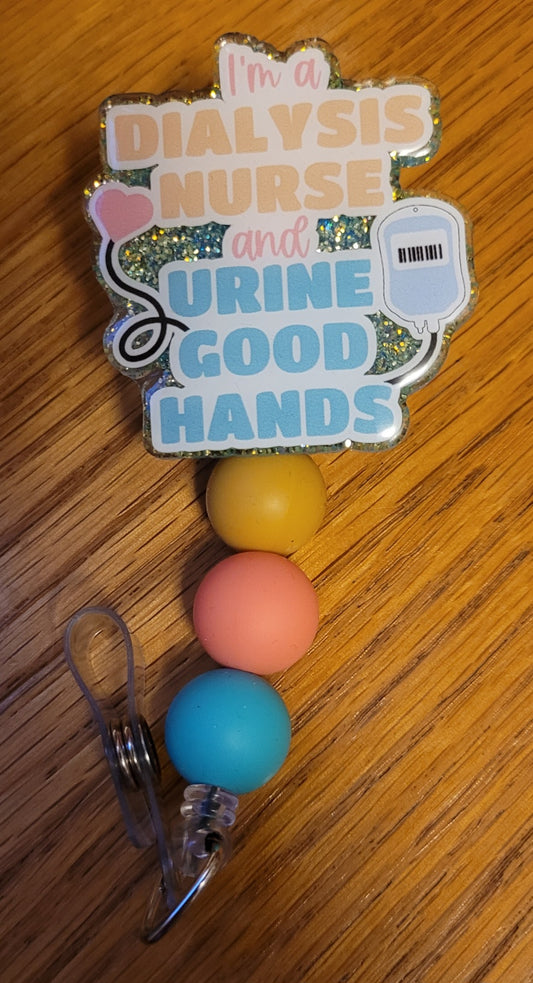 I'm a
DIALYSIS
NURSE
and
URINE
GOOD
HANDS